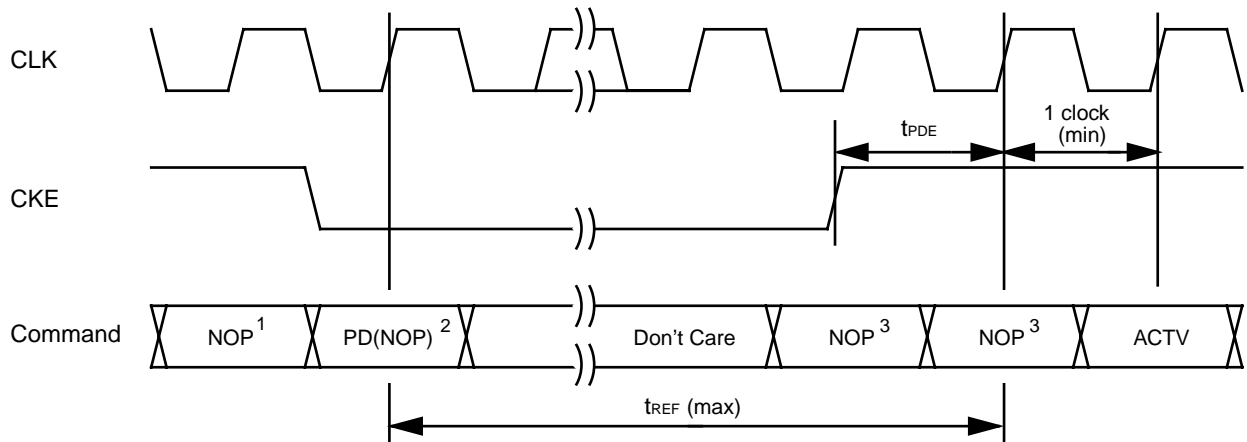 CLK
1 clock
(min)
tPDE
CKE
Command
NOP 1
PD(NOP) 2
Don't Care
NOP 3
NOP 3
ACTV
tREF (max)